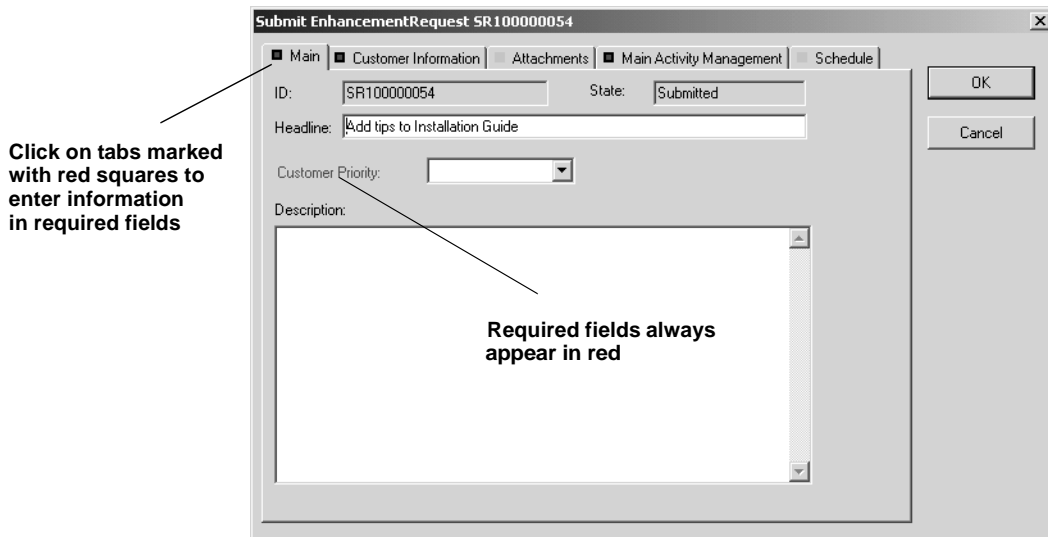 Submit EnhancementRequest SR100000054
Main
Customer Information
Attachments
Main Activity Management
Schedule
ID:
SR100000054
State:
Submitted
OK
Headline:
Add tips to Installation Guide
Cancel
Click on tabs marked
with red squares to
enter information
in required fields
Customer Priority:
Description:
Required fields always
appear in red